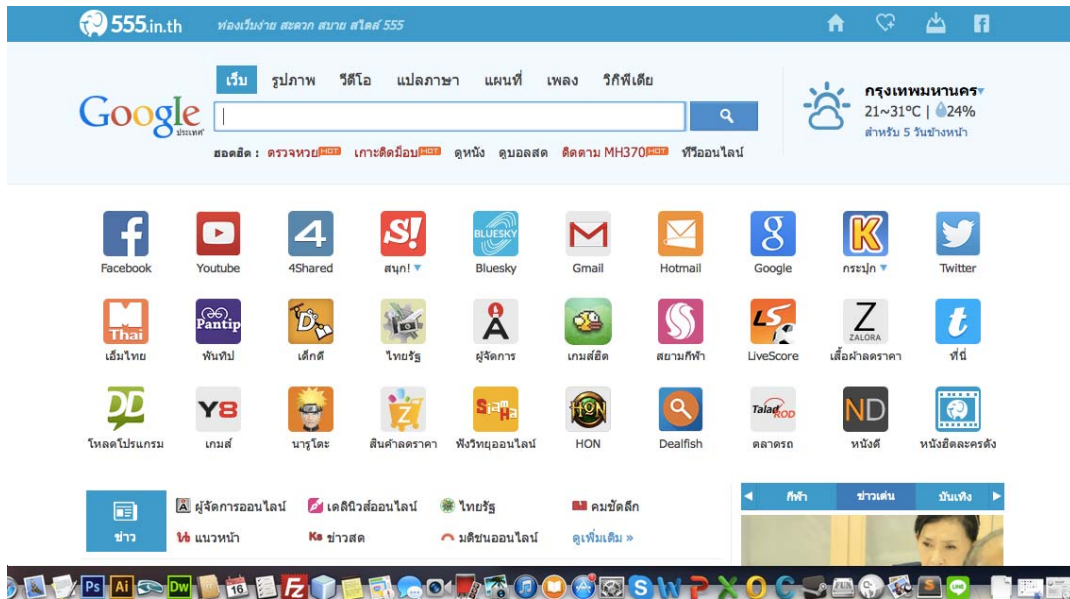 555.in.th ท่องเว็บง่าย สะดวก สบาย สไตล์ 555
เว็บ รูปภาพ วีดีโอ แปลภาษา แผนที่ เพลง วิกิพีเดีย
Google
ประเทศ
กรุงเทพมหานคร
21~31°C | 24%
สำหรับ 5 วันข้างหน้า
ฮอตฮิต : ตรวจหวย HOT เกาะติดม็อบ HOT ดูหนัง ดูบอลสด ติดตาม MH370 HOT ทีวีออนไลน์
4 S! BLUESKY M g K
Facebook Youtube 4Shared สนุก! Bluesky Gmail Hotmail Google กระปุก Twitter
M Thai Pantip D A S LS Z ZALORA t
เอ็มไทย พันทิป เด็กดี ไทยรัฐ ผู้จัดการ เกมส์ฮิต สยามกีฬา LiveScore เสื้อผ้าลดราคา ที่นี่
DD Y8 Z HON TaladROD ND
โหลดโปรแกรม เกมส์ นารูโตะ สินค้าลดราคา ฟังวิทยุออนไลน์ HON Dealfish ตลาดรถ หนังดี หนังฮิตละครดัง
ข่าว
ผู้จัดการออนไลน์ เดลินิวส์ออนไลน์ ไทยรัฐ คมชัดลึก
แนวหน้า ข่าวสด มติชนออนไลน์ ดูเพิ่มเติม »
กีฬา ข่าวเด่น บันเทิง
Ps Ai Dw 16 FZ S W P X O C S